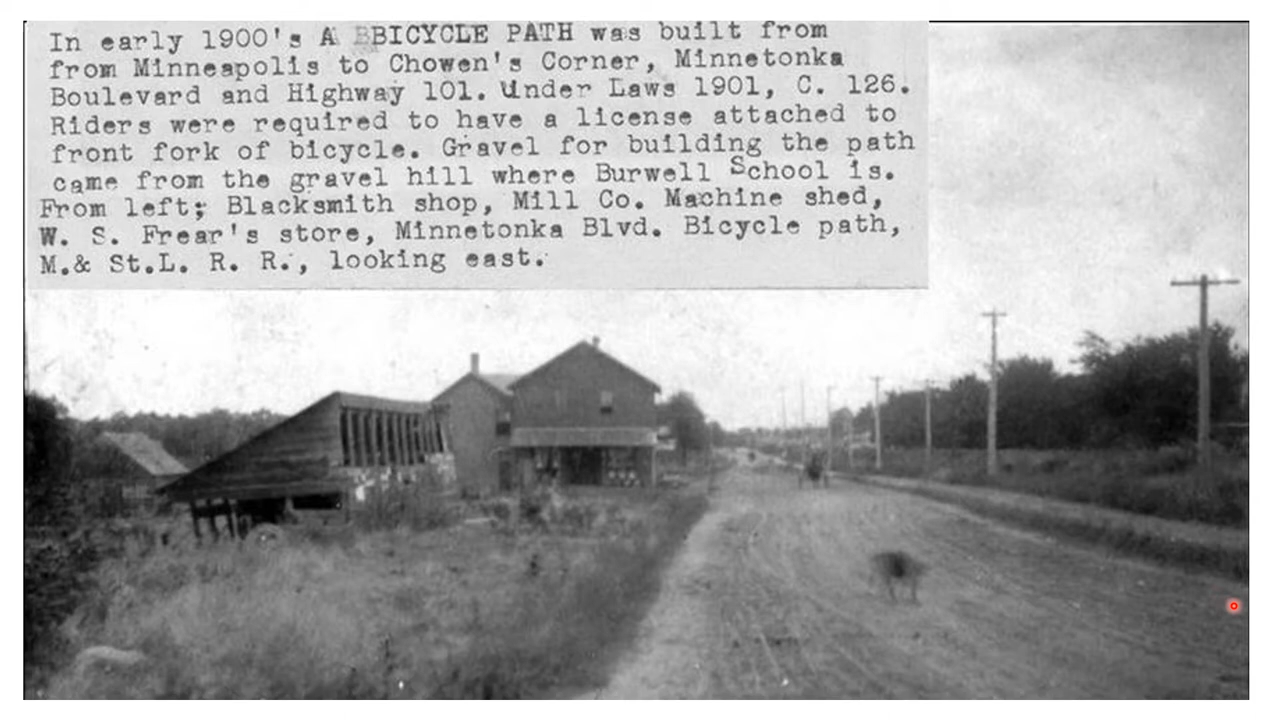 In early 1900's A BBICYCLE PATH was built from
from Minneapolis to Chowen's Corner, Minnetonka
Boulevard and Highway 101. Under Laws 1901, C. 126.
Riders were required to have a license attached to
front fork of bicycle. Gravel for building the path
came from the gravel hill where Burwell School is.
From left; Blacksmith shop, Mill Co. Machine shed,
W. S. Frear's store, Minnetonka Blvd. Bicycle path,
M.& St.L. R. R., looking east.